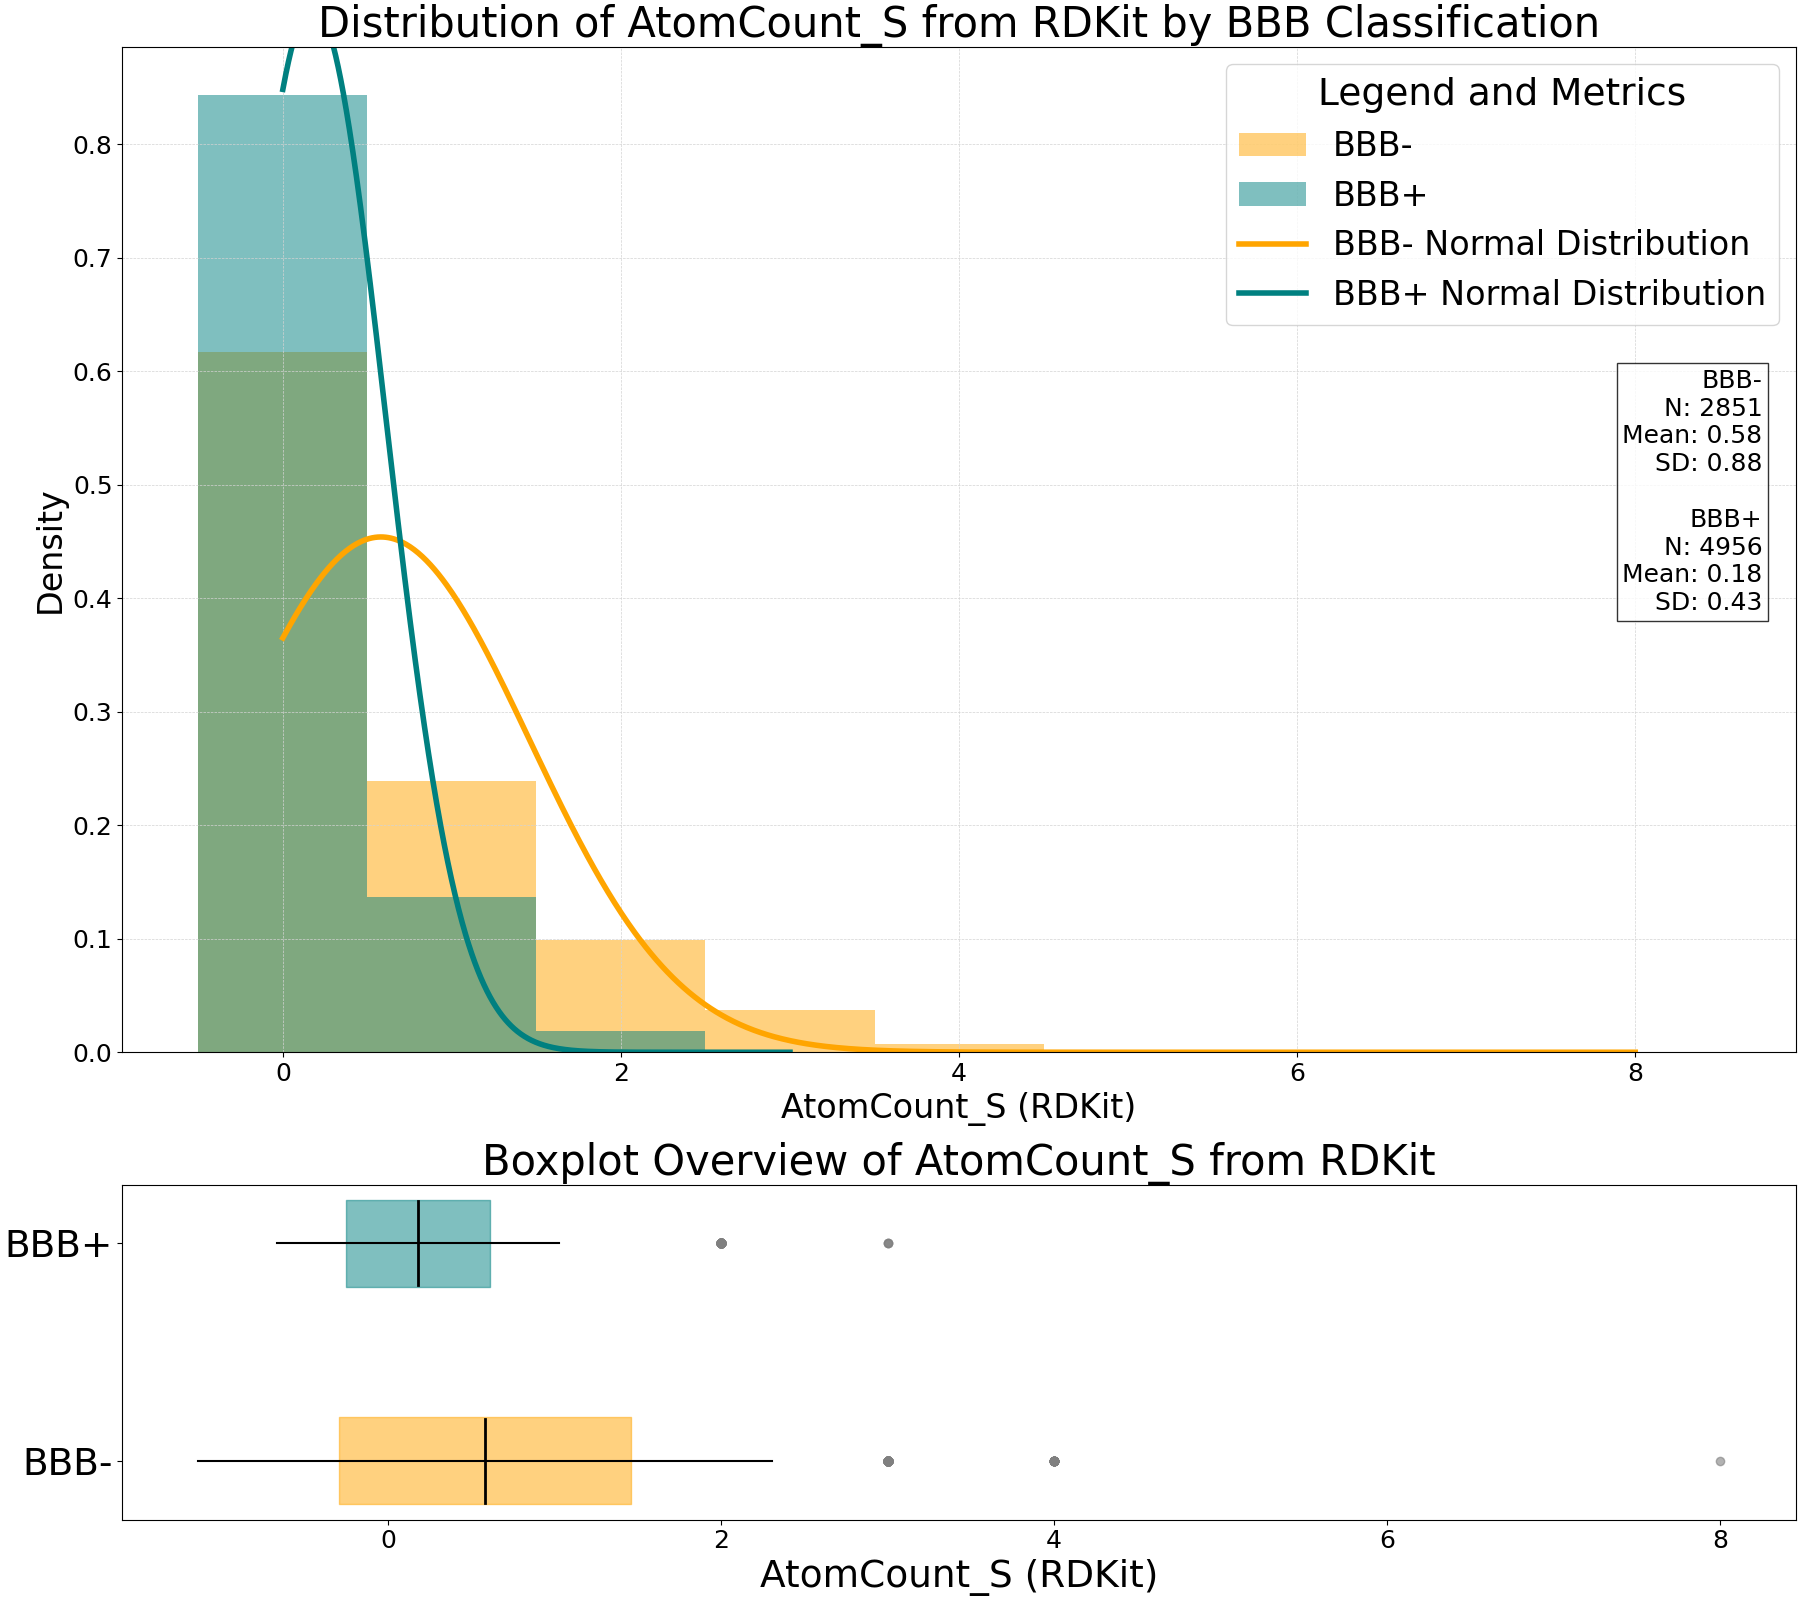 Distribution of AtomCount_S from RDKit by BBB Classification
Legend and Metrics
BBB-
BBB+
BBB- Normal Distribution
BBB+ Normal Distribution
BBB-
N: 2851
Mean: 0.58
SD: 0.88
BBB+
N: 4956
Mean: 0.18
SD: 0.43
Density
0.8
0.7
0.6
0.5
0.4
0.3
0.2
0.1
0.0
0 2 4 6 8
AtomCount_S (RDKit)
Boxplot Overview of AtomCount_S from RDKit
BBB+
BBB-
0 2 4 6 8
AtomCount_S (RDKit)